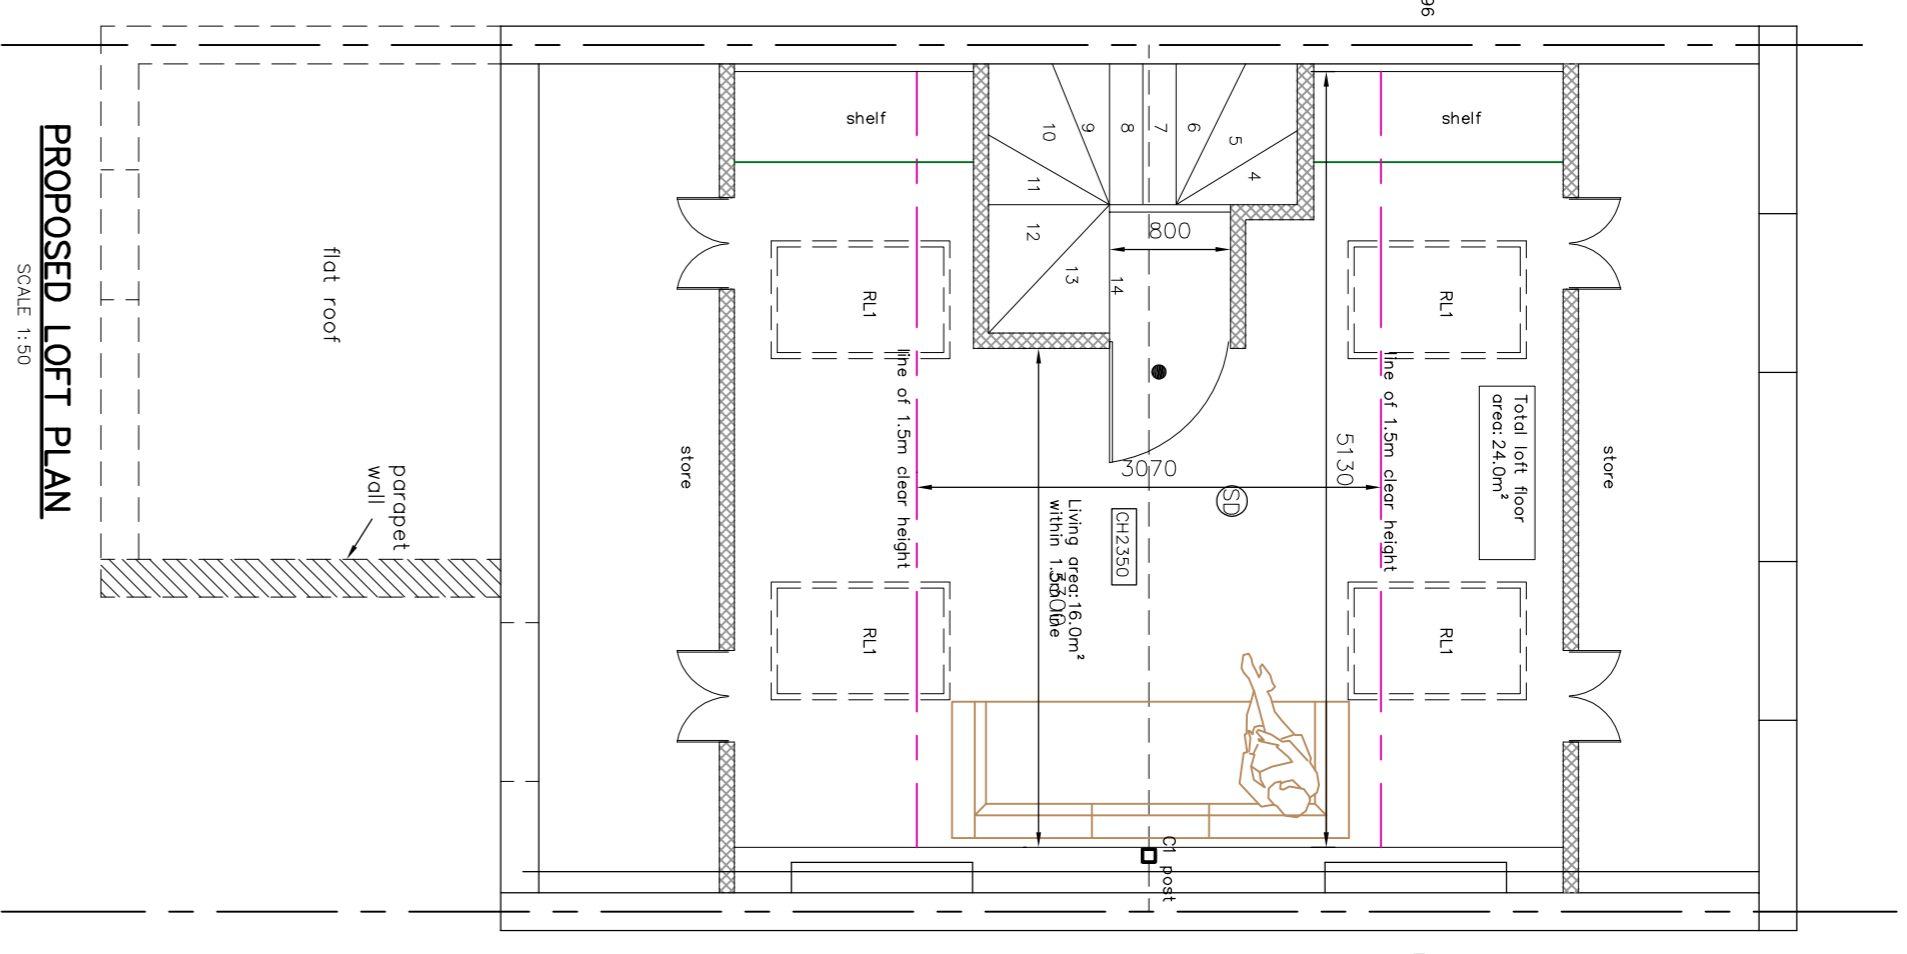 96
shelf
shelf
10
9
8
7
6
5
4
11
12
13
14
800
RL1
RL1
flat roof
line of 1.5m clear height
line of 1.5m clear height
Total loft floor
area: 24.0m²
5130
3070
SD
store
store
parapet
wall
CH2350
Living area: 16.0m²
within 1.5m line
3300
RL1
RL1
C1 post
PROPOSED LOFT PLAN
SCALE 1:50